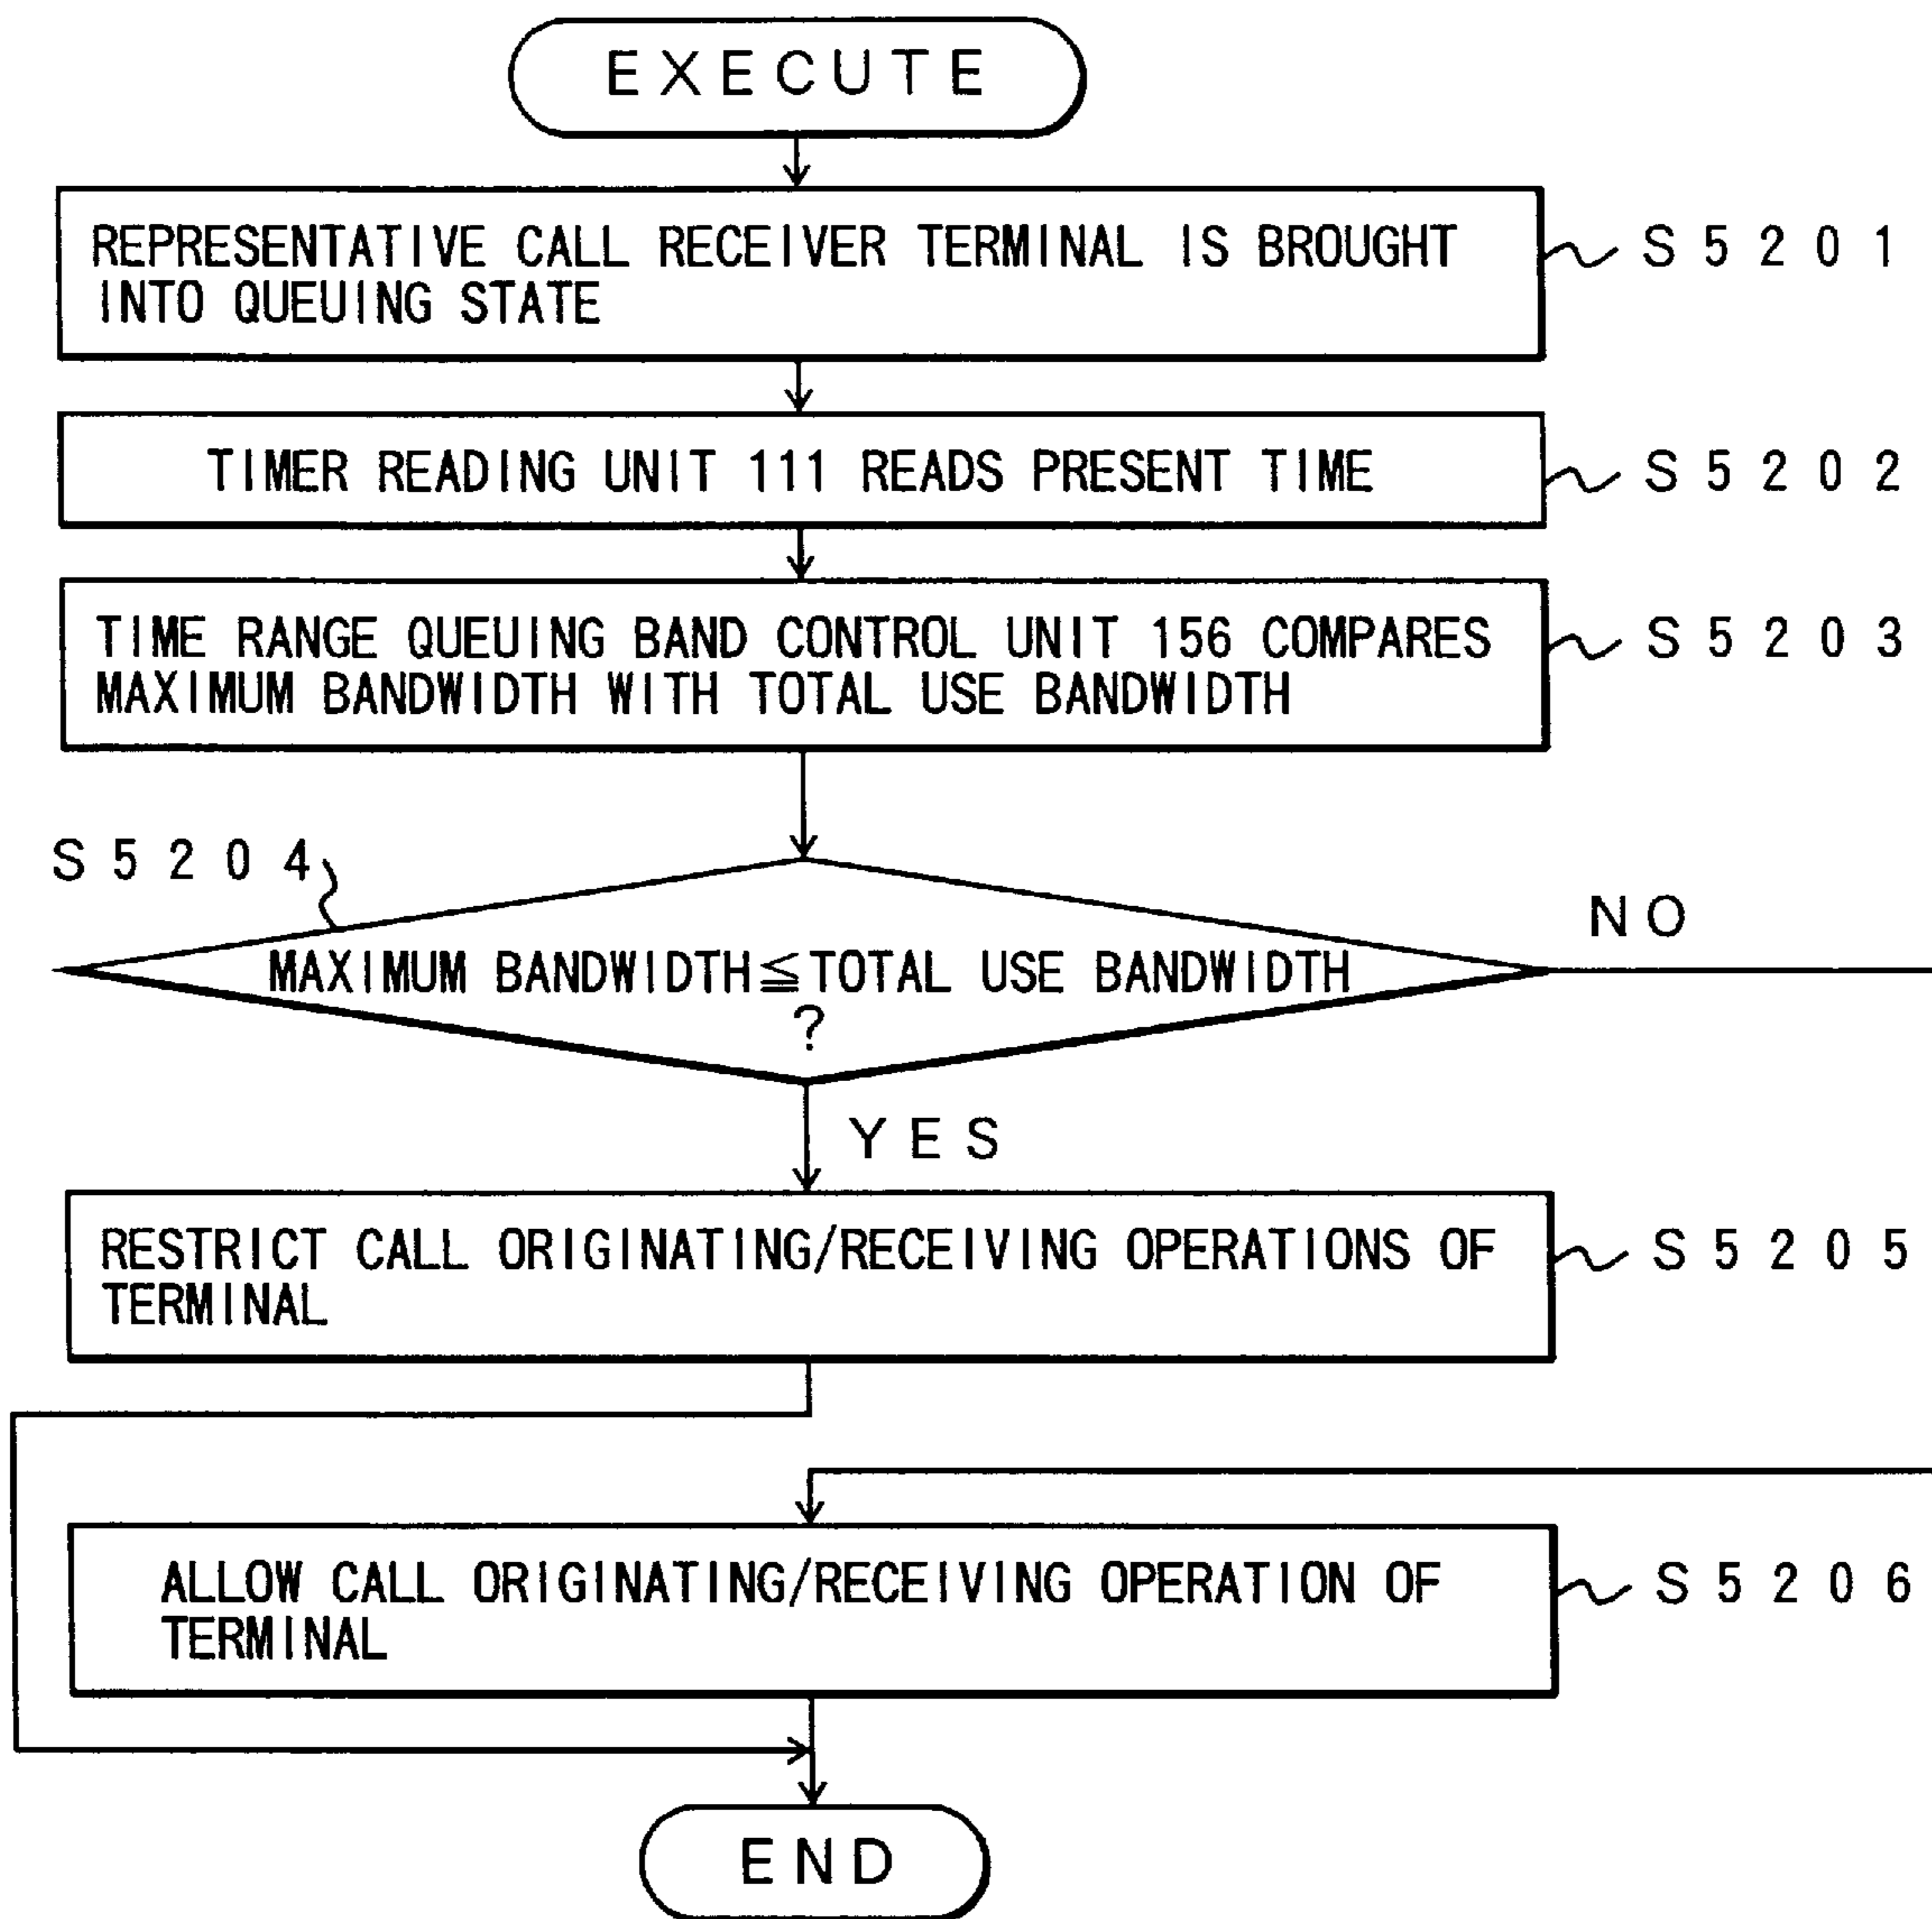 EXECUTE
REPRESENTATIVE CALL RECEIVER TERMINAL IS BROUGHT
INTO QUEUING STATE
S5201
TIMER READING UNIT 111 READS PRESENT TIME
S5202
TIME RANGE QUEUING BAND CONTROL UNIT 156 COMPARES
MAXIMUM BANDWIDTH WITH TOTAL USE BANDWIDTH
S5203
S5204
NO
MAXIMUM BANDWIDTH≦TOTAL USE BANDWIDTH
?
YES
RESTRICT CALL ORIGINATING/RECEIVING OPERATIONS OF
TERMINAL
S5205
ALLOW CALL ORIGINATING/RECEIVING OPERATION OF
TERMINAL
S5206
END